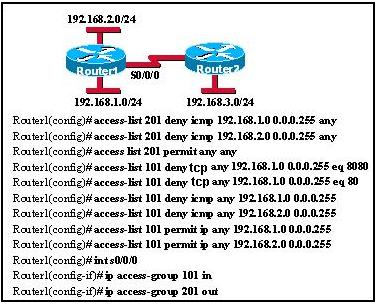 192.168.2.0/24
Router1
S0/0/0
Router2
192.168.1.0/24
192.168.3.0/24
Router1(config)# access-list 201 deny icmp 192.168.1.0 0.0.0.255 any
Router1(config)# access-list 201 deny icmp 192.168.2.0 0.0.0.255 any
Router1(config)# access list 201 permit any any
Router1(config)# access-list 101 deny tcp any 192.168.1.0 0.0.0.255 eq 8080
Router1(config)# access-list 101 deny tcp any 192.168.1.0 0.0.0.255 eq 80
Router1(config)# access-list 101 deny icmp any 192.168.1.0 0.0.0.255
Router1(config)# access-list 101 deny icmp any 192.168.2.0 0.0.0.255
Router1(config)# access-list 101 permit ip any 192.168.1.0 0.0.0.255
Router1(config)# access-list 101 permit ip any 192.168.2.0 0.0.0.255
Router1(config)# int s0/0/0
Router1(config-if)# ip access-group 101 in
Router1(config-if)# ip access-group 201 out